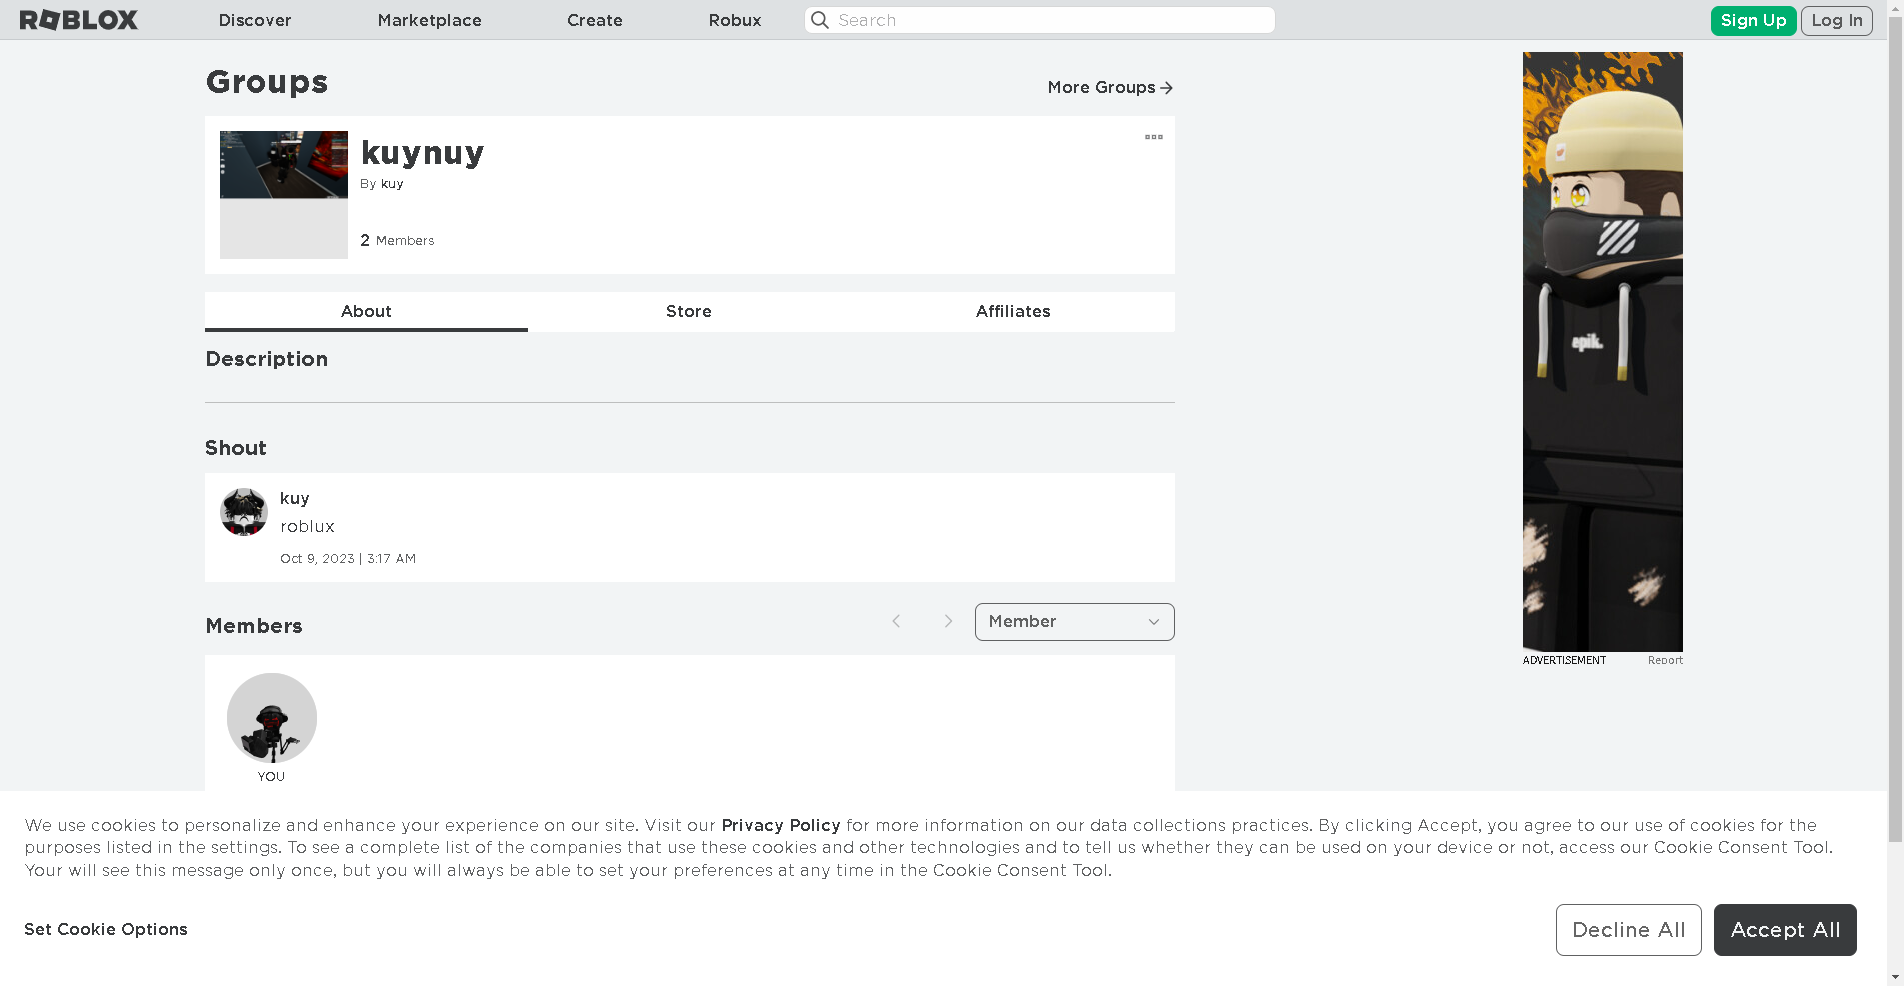 ROBLOX Discover Marketplace Create Robux Search Sign Up Log In
Groups
More Groups
kuynuy
By kuy
2 Members
About Store Affiliates
Description
Shout
kuy
roblux
Oct 9, 2023 | 3:17 AM
Members
Member
YOU
epik.
ADVERTISEMENT Report
We use cookies to personalize and enhance your experience on our site. Visit our Privacy Policy for more information on our data collections practices. By clicking Accept, you agree to our use of cookies for the
purposes listed in the settings. To see a complete list of the companies that use these cookies and other technologies and to tell us whether they can be used on your device or not, access our Cookie Consent Tool.
Your will see this message only once, but you will always be able to set your preferences at any time in the Cookie Consent Tool.
Set Cookie Options
Decline All
Accept All